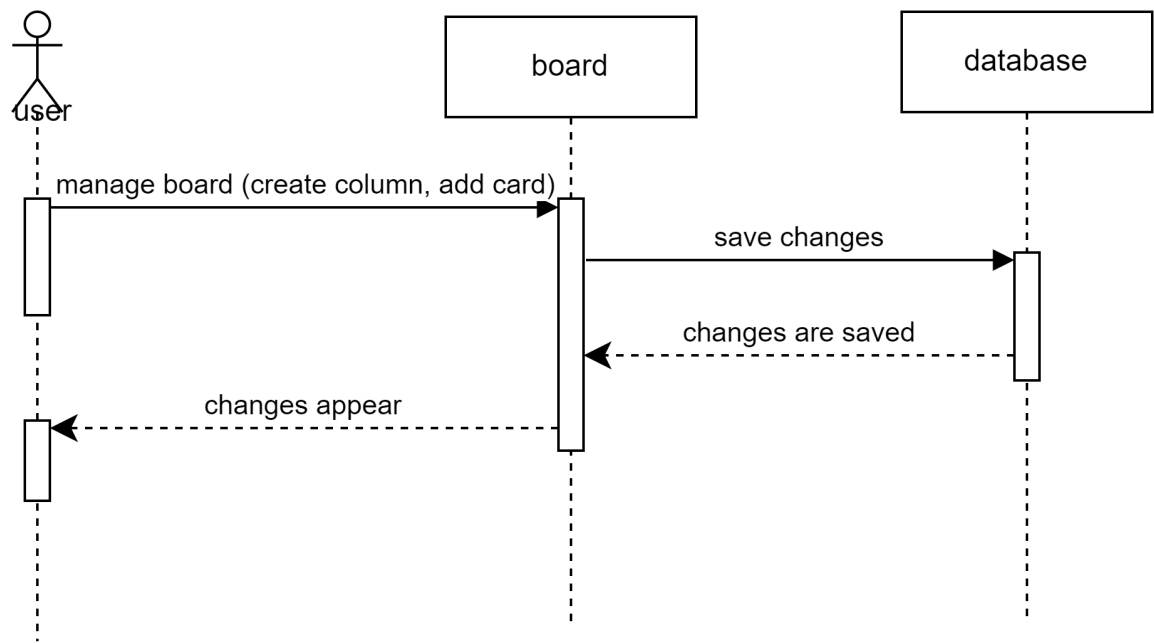 user
board
database
manage board (create column, add card)
save changes
changes are saved
changes appear